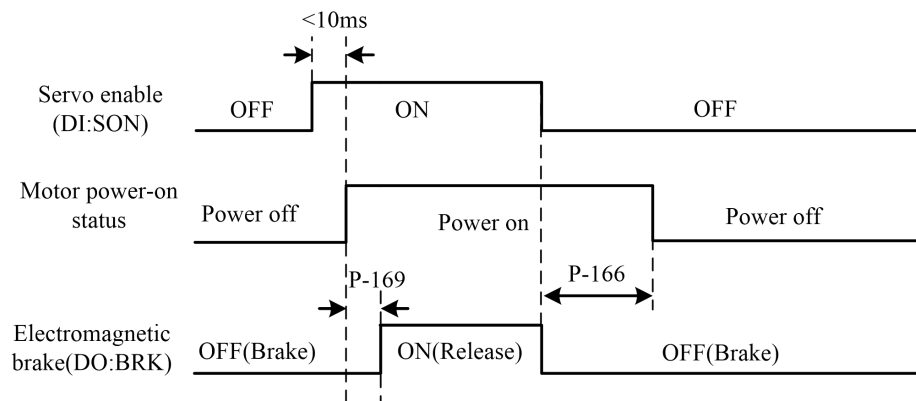 <10ms
Servo enable
(DI:SON)
OFF
ON
OFF
Motor power-on
status
Power off
Power on
Power off
P-169
P-166
Electromagnetic
brake(DO:BRK)
OFF(Brake)
ON(Release)
OFF(Brake)